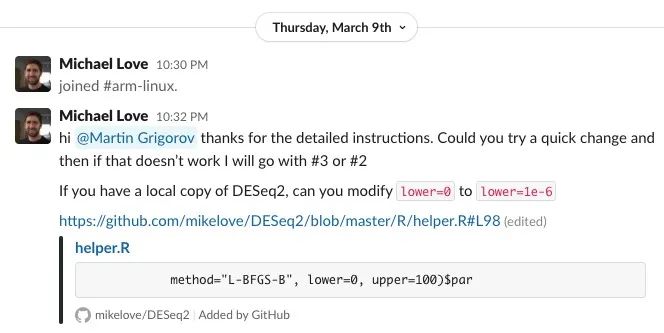 Thursday, March 9th
Michael Love 10:30 PM
joined #arm-linux.
Michael Love 10:32 PM
hi @Martin Grigorov thanks for the detailed instructions. Could you try a quick change and
then if that doesn't work I will go with #3 or #2
If you have a local copy of DESeq2, can you modify lower=0 to lower=1e-6
https://github.com/mikelove/DESeq2/blob/master/R/helper.R#L98 (edited)
helper.R
method="L-BFGS-B", lower=0, upper=100)$par
mikelove/DESeq2 | Added by GitHub